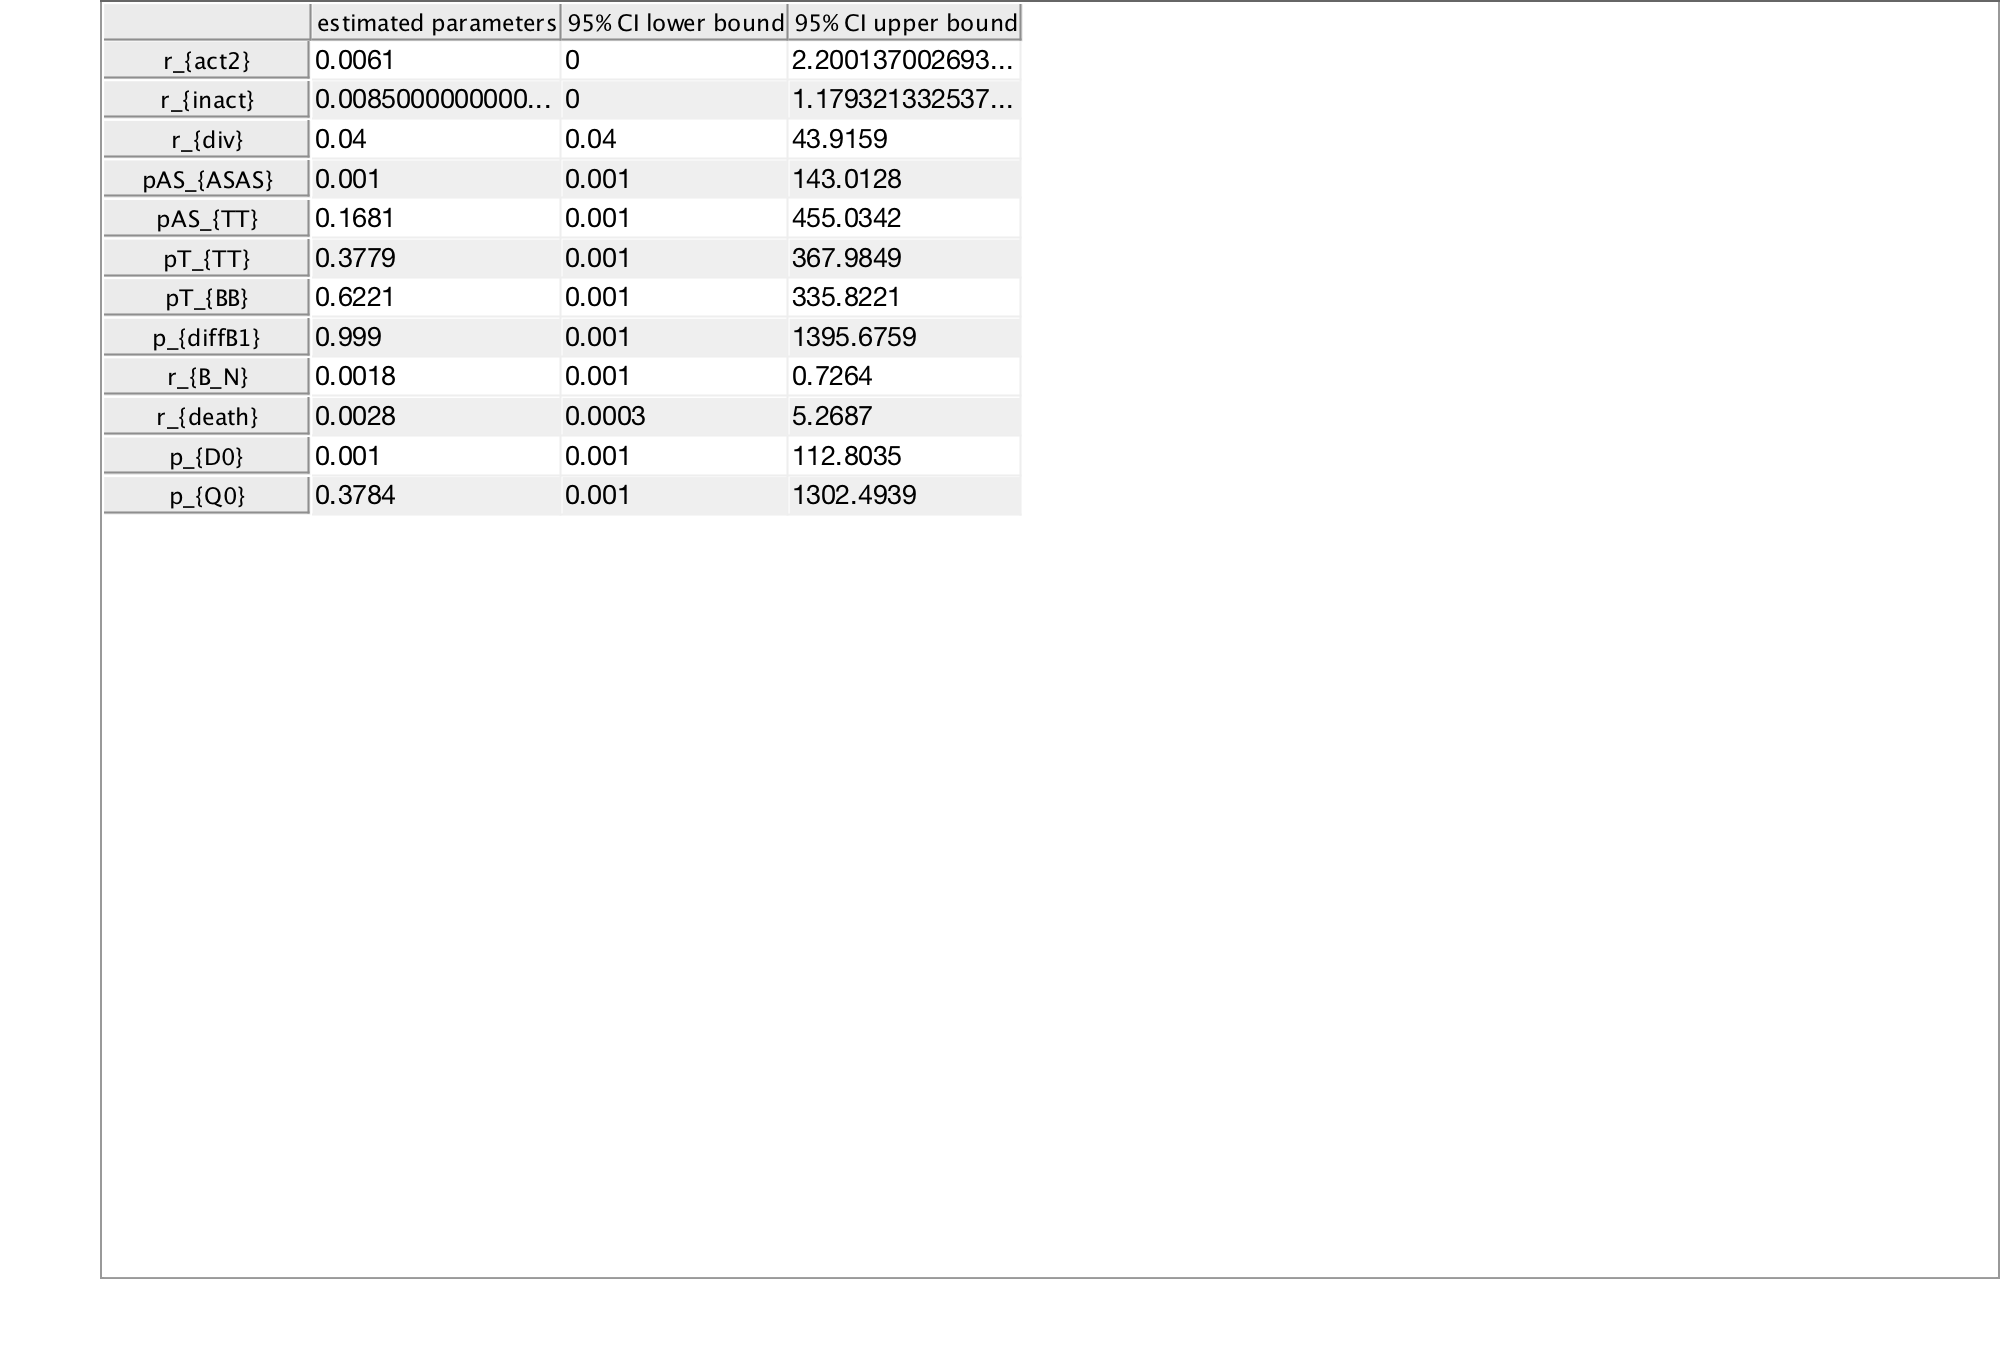 estimated parameters 95% CI lower bound 95% CI upper bound
r_{act2} 0.0061 0 2.200137002693...
r_{inact} 0.0085000000000... 0 1.179321332537...
r_{div} 0.04 0.04 43.9159
pAS_{ASAS} 0.001 0.001 143.0128
pAS_{TT} 0.1681 0.001 455.0342
pT_{TT} 0.3779 0.001 367.9849
pT_{BB} 0.6221 0.001 335.8221
p_{diffB1} 0.999 0.001 1395.6759
r_{B_N} 0.0018 0.001 0.7264
r_{death} 0.0028 0.0003 5.2687
p_{D0} 0.001 0.001 112.8035
p_{Q0} 0.3784 0.001 1302.4939